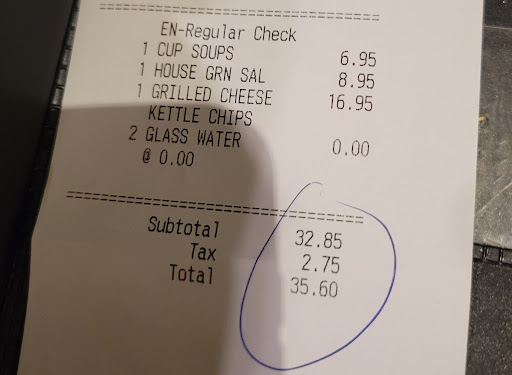 ================================
EN-Regular Check
1 CUP SOUPS 6.95
1 HOUSE GRN SAL 8.95
1 GRILLED CHEESE 16.95
KETTLE CHIPS
2 GLASS WATER 0.00
@ 0.00
================================
Subtotal 32.85
Tax 2.75
Total 35.60